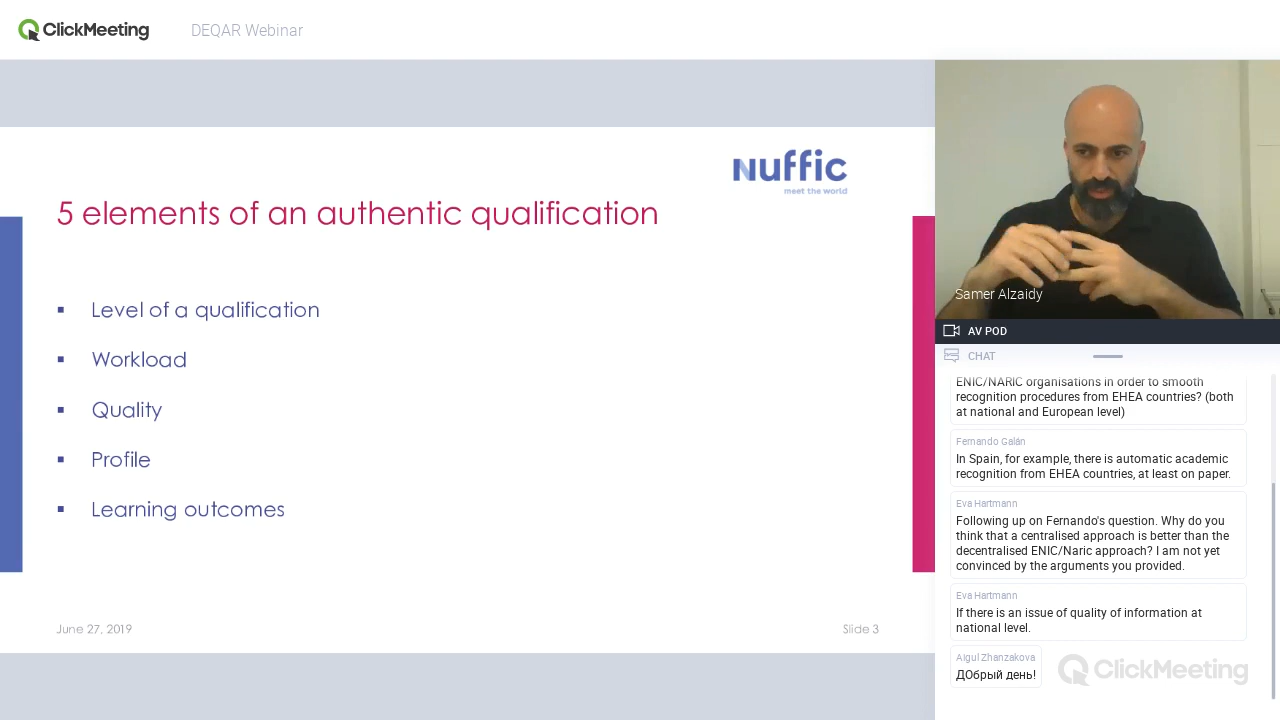 ClickMeeting
DEQAR Webinar
Nuffic
meet the world
5 elements of an authentic qualification
Level of a qualification
Workload
Quality
Profile
Learning outcomes
June 27, 2019
Slide 3
Samer Alzaidy
AV POD
CHAT
ENIC/NARIC organisations in order to smooth
recognition procedures from EHEA countries? (both
at national and European level)
Fernando Galán
In Spain, for example, there is automatic academic
recognition from EHEA countries, at least on paper.
Eva Hartmann
Following up on Fernando's question. Why do you
think that a centralised approach is better than the
decentralised ENIC/Naric approach? I am not yet
convinced by the arguments you provided.
Eva Hartmann
If there is an issue of quality of information at
national level.
Aigul Zhanzakova
ДОбрый день!
ClickMeeting